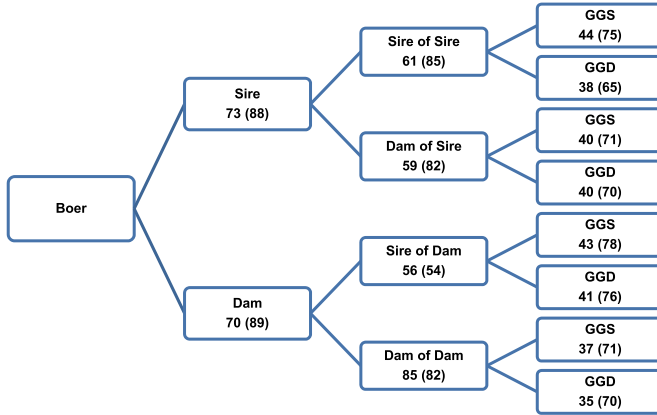 Boer
Sire
73 (88)
Dam
70 (89)
Sire of Sire
61 (85)
Dam of Sire
59 (82)
Sire of Dam
56 (54)
Dam of Dam
85 (82)
GGS
44 (75)
GGD
38 (65)
GGS
40 (71)
GGD
40 (70)
GGS
43 (78)
GGD
41 (76)
GGS
37 (71)
GGD
35 (70)